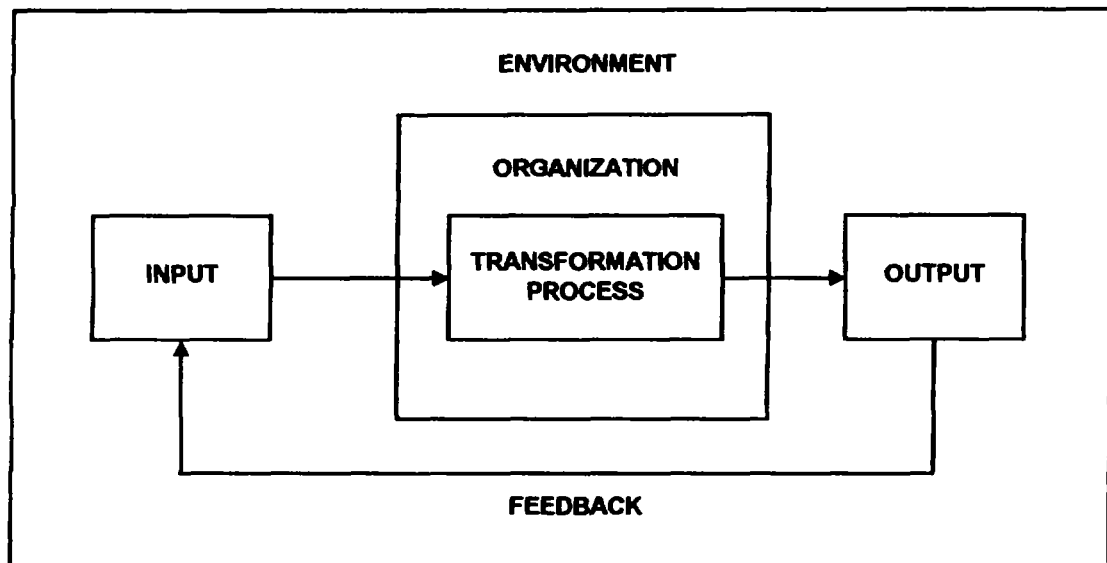 ENVIRONMENT
ORGANIZATION
INPUT
TRANSFORMATION
PROCESS
OUTPUT
FEEDBACK